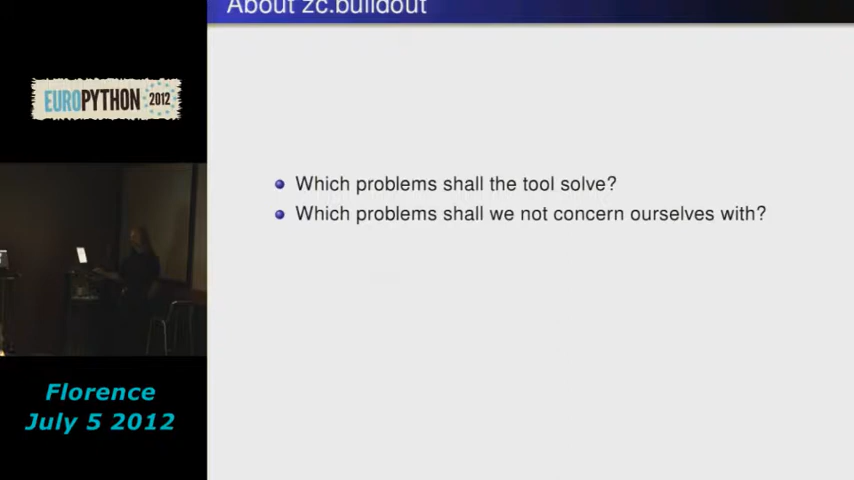 About zc.buildout
EUROPYTHON 2012
Which problems shall the tool solve?
Which problems shall we not concern ourselves with?
Florence
July 5 2012